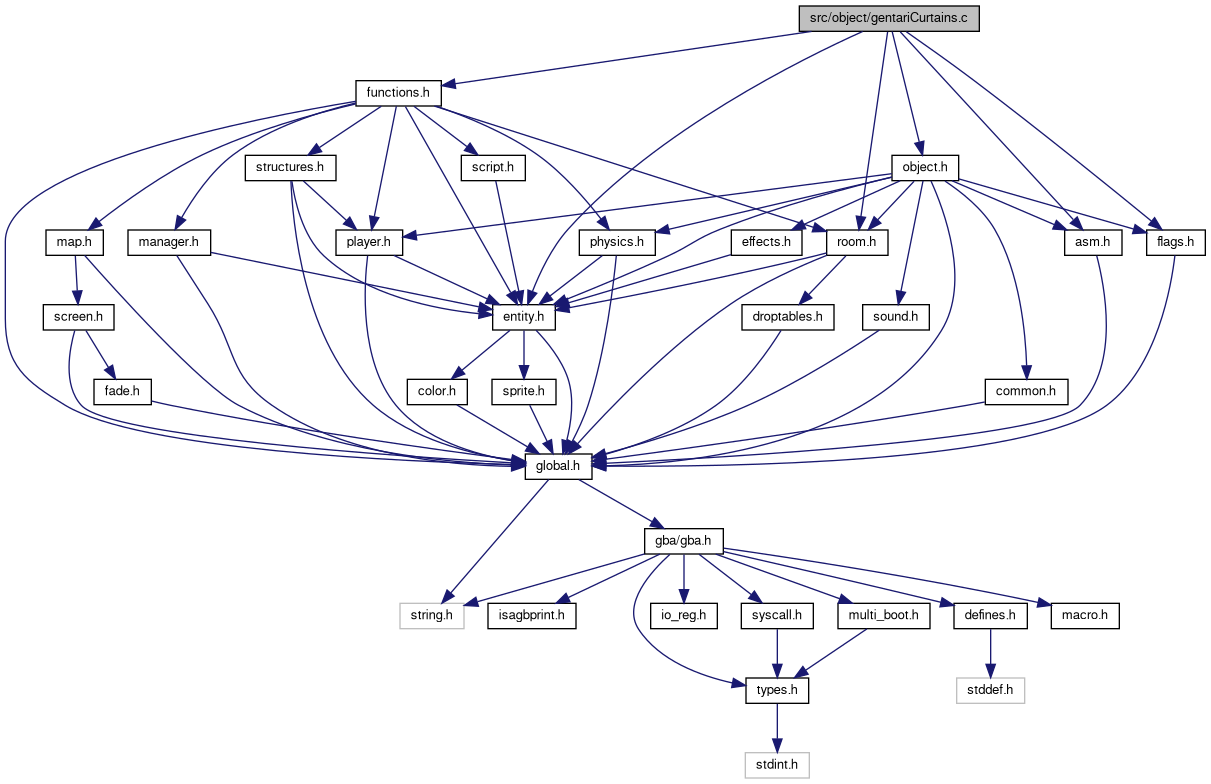 src/object/gentariCurtains.c
functions.h
structures.h
script.h
object.h
map.h
manager.h
player.h
physics.h
effects.h
room.h
asm.h
flags.h
screen.h
entity.h
droptables.h
sound.h
fade.h
color.h
sprite.h
common.h
global.h
gba/gba.h
string.h
isagbprint.h
io_reg.h
syscall.h
multi_boot.h
defines.h
macro.h
types.h
stddef.h
stdint.h